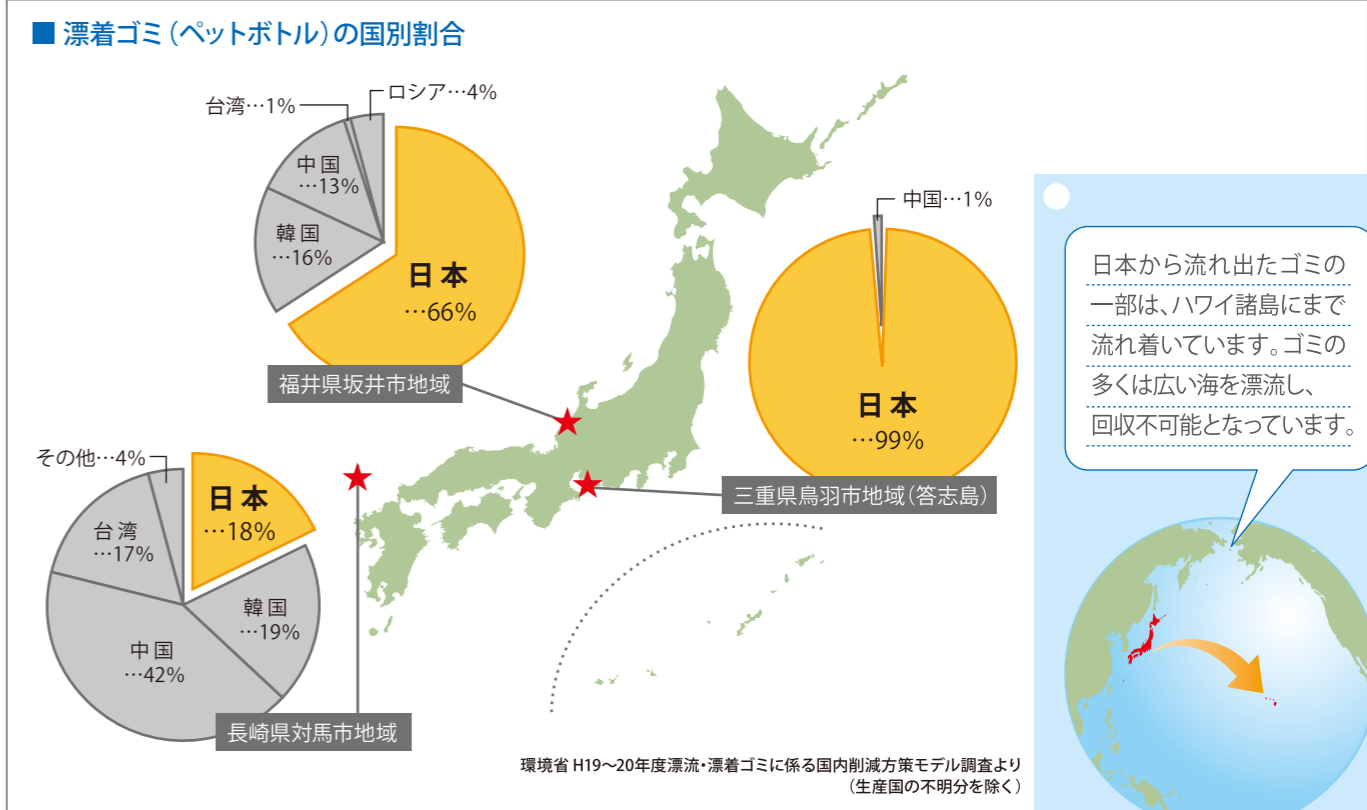 ■ 漂着ゴミ(ペットボトル)の国別割合
台湾…1%
ロシア…4%
中国
…13%
韓国
…16%
日本
…66%
福井県坂井市地域
中国…1%
日本
…99%
三重県鳥羽市地域(答志島)
その他…4%
日本
…18%
台湾
…17%
韓国
…19%
中国
…42%
長崎県対馬市地域
環境省 H19〜20年度漂流・漂着ゴミに係る国内削減方策モデル調査より
(生産国の不明分を除く)
日本から流れ出たゴミの
一部は、ハワイ諸島にまで
流れ着いています。ゴミの
多くは広い海を漂流し、
回収不可能となっています。